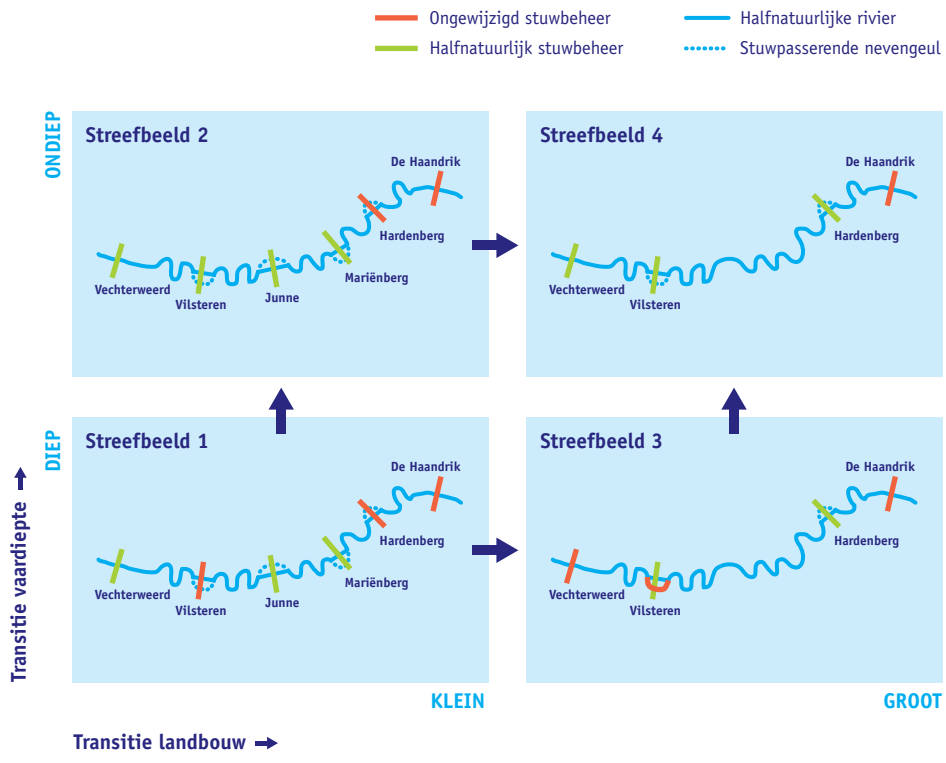 Ongewijzigd stuwbeheer
Halfnatuurlijke rivier
Halfnatuurlijk stuwbeheer
Stuwpasserende nevengeul
ONDIEP
Streefbeeld 2
De Haandrik
Hardenberg
Mariënberg
Vechterweerd
Junne
Vilsteren
Streefbeeld 4
De Haandrik
Hardenberg
Vechterweerd
Vilsteren
DIEP
Streefbeeld 1
De Haandrik
Hardenberg
Mariënberg
Vechterweerd
Junne
Vilsteren
Streefbeeld 3
De Haandrik
Hardenberg
Vechterweerd
Vilsteren
Transitie vaardiepte
KLEIN
GROOT
Transitie landbouw